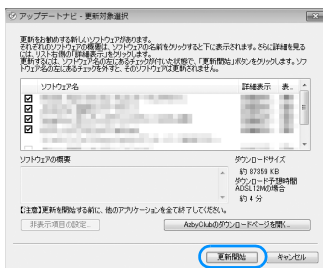 アップデートナビ - 更新対象選択
更新をお勧めする新しいソフトウェアがあります。
それぞれのソフトウェアの概要は、ソフトウェアの名前をクリックすると下に表示されます。さらに詳細を見る
には、リスト右側の「詳細表示」をクリックします。
更新するには、ソフトウェア名の左にあるチェックが付いた状態で、「更新開始」ボタンをクリックします。ソフ
トウェア名の左にあるチェックを外すと、そのソフトウェアは更新されません。
ソフトウェア名 詳細表示 表..
ソフトウェアの概要 ダウンロードサイズ
約 87359 KB
ダウンロード予想時間
ADSL12Mの場合
約 4 分
【注意】更新を開始する前に、他のアプリケーションを全て終了してください。
非表示項目の設定... AzbyClubのダウンロードページを開く...
更新開始 キャンセル